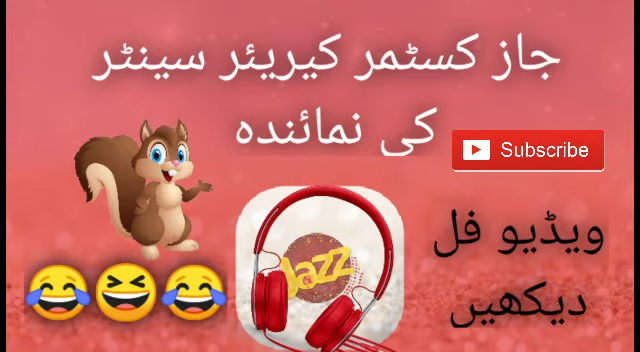 جاز کسٹمر کیریئر سینٹر
کی نمائندہ
Subscribe
ویڈیو فل
دیکھیں
Jazz